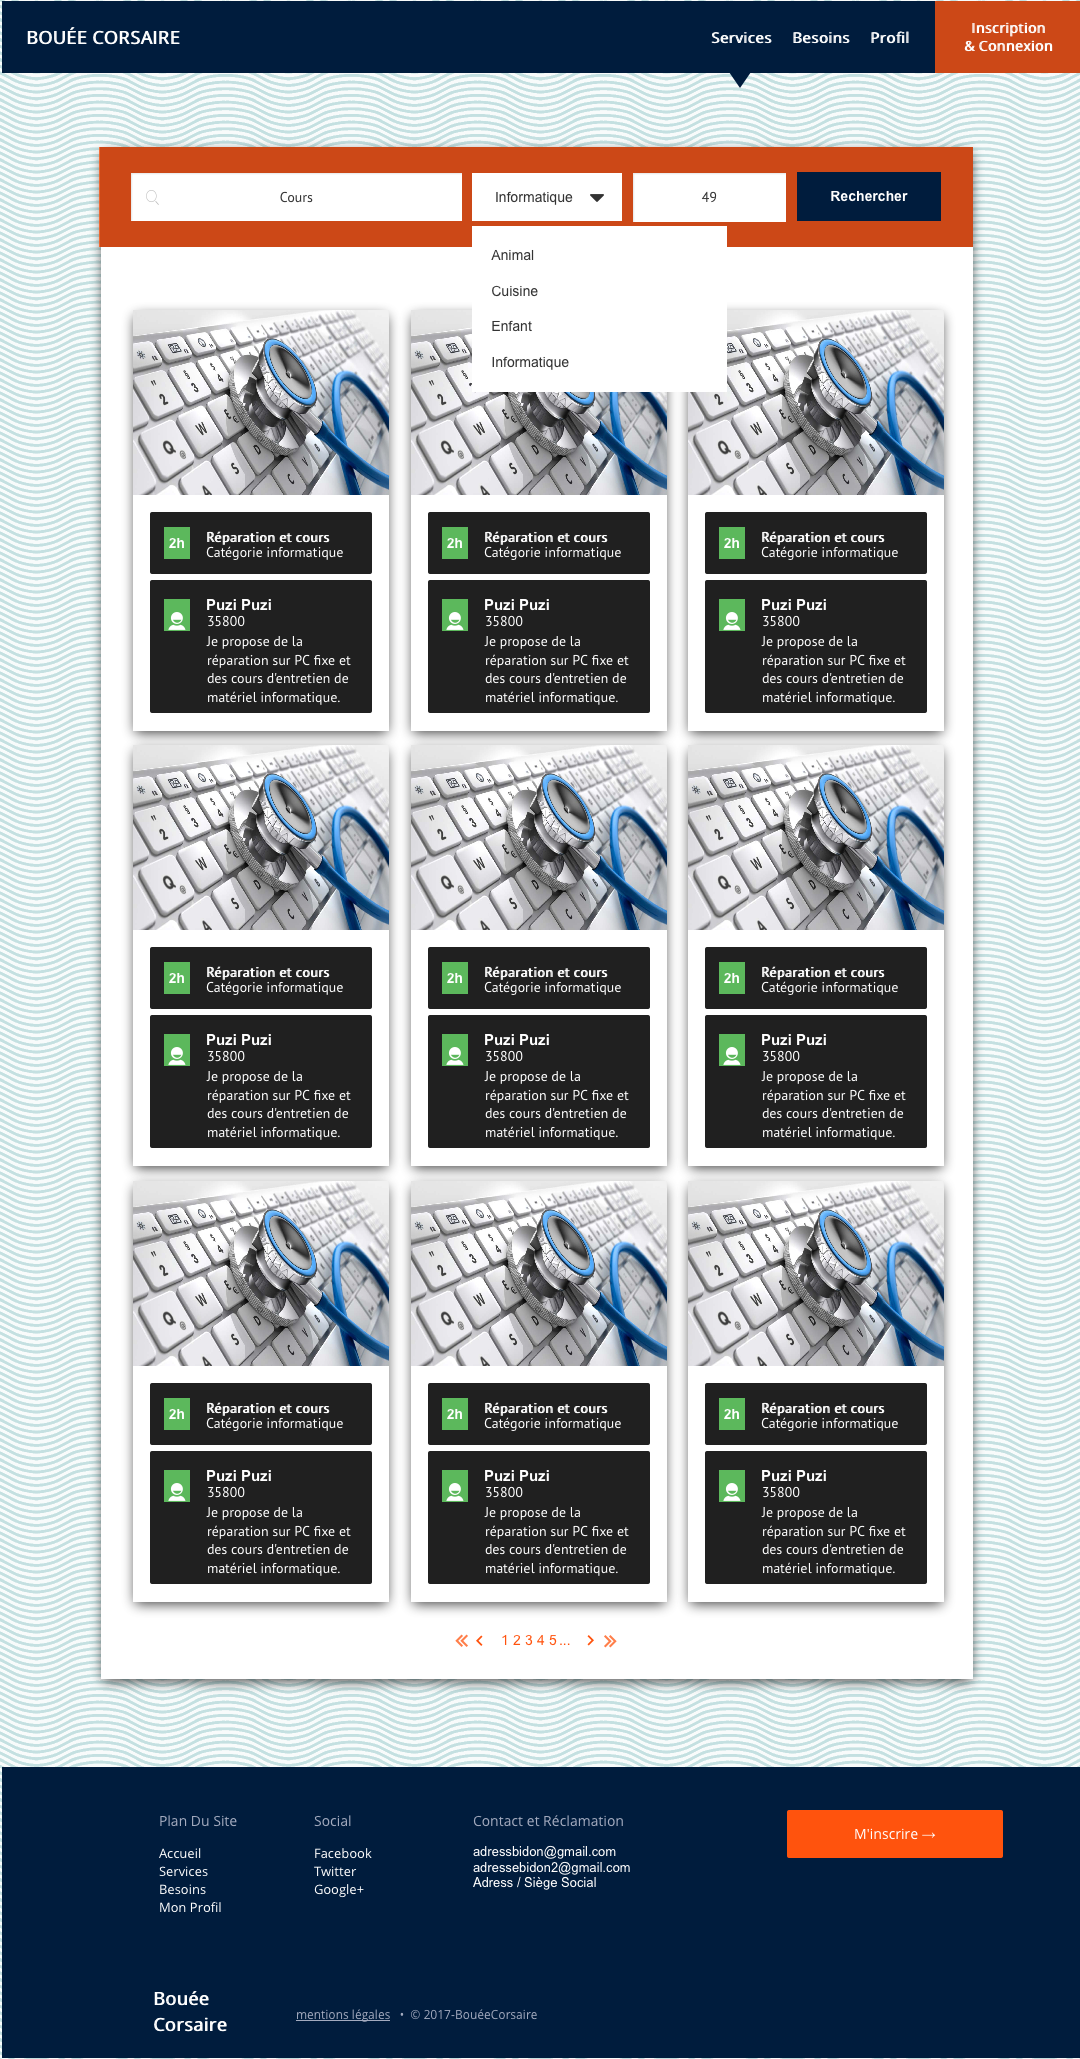 BOUÉE CORSAIRE
Services Besoins Profil
Inscription
& Connexion
Cours
Informatique
49
Rechercher
Animal
Cuisine
Enfant
Informatique
2h
Réparation et cours
Catégorie informatique
Puzi Puzi
35800
Je propose de la
réparation sur PC fixe et
des cours d'entretien de
matériel informatique.
2h
Réparation et cours
Catégorie informatique
Puzi Puzi
35800
Je propose de la
réparation sur PC fixe et
des cours d'entretien de
matériel informatique.
2h
Réparation et cours
Catégorie informatique
Puzi Puzi
35800
Je propose de la
réparation sur PC fixe et
des cours d'entretien de
matériel informatique.
2h
Réparation et cours
Catégorie informatique
Puzi Puzi
35800
Je propose de la
réparation sur PC fixe et
des cours d'entretien de
matériel informatique.
2h
Réparation et cours
Catégorie informatique
Puzi Puzi
35800
Je propose de la
réparation sur PC fixe et
des cours d'entretien de
matériel informatique.
2h
Réparation et cours
Catégorie informatique
Puzi Puzi
35800
Je propose de la
réparation sur PC fixe et
des cours d'entretien de
matériel informatique.
2h
Réparation et cours
Catégorie informatique
Puzi Puzi
35800
Je propose de la
réparation sur PC fixe et
des cours d'entretien de
matériel informatique.
2h
Réparation et cours
Catégorie informatique
Puzi Puzi
35800
Je propose de la
réparation sur PC fixe et
des cours d'entretien de
matériel informatique.
2h
Réparation et cours
Catégorie informatique
Puzi Puzi
35800
Je propose de la
réparation sur PC fixe et
des cours d'entretien de
matériel informatique.
1 2 3 4 5 ...
Plan Du Site
Accueil
Services
Besoins
Mon Profil
Social
Facebook
Twitter
Google+
Contact et Réclamation
adressbidon@gmail.com
adressebidon2@gmail.com
Adress / Siège Social
M'inscrire →
Bouée
Corsaire
mentions légales • © 2017-BouéeCorsaire